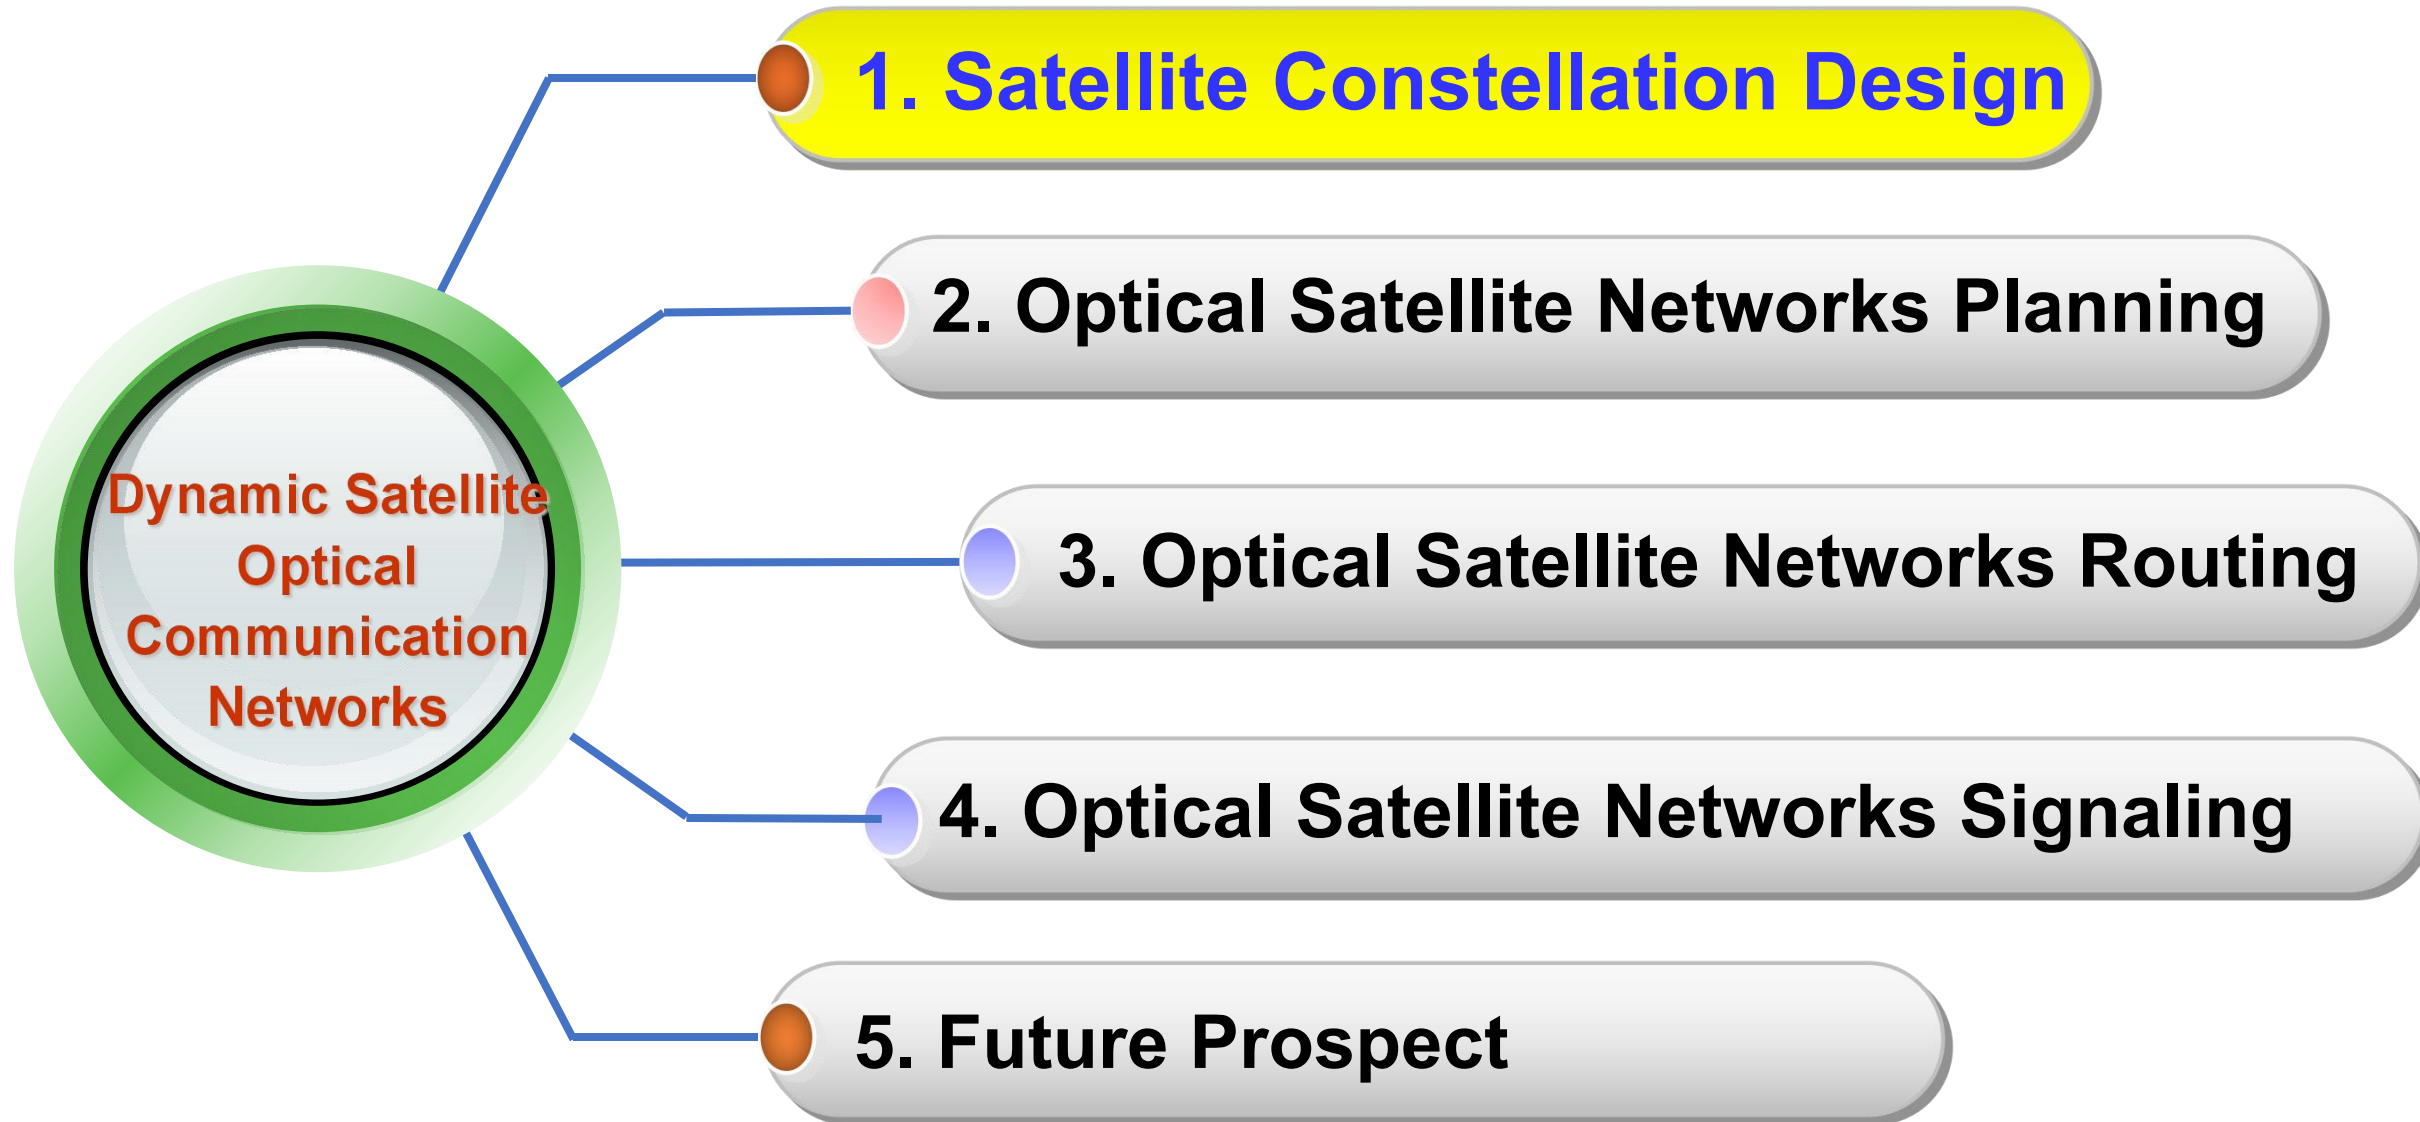 1. Satellite Constellation Design
2. Optical Satellite Networks Planning
Dynamic Satellite
Optical
Communication
Networks
3. Optical Satellite Networks Routing
4. Optical Satellite Networks Signaling
5. Future Prospect